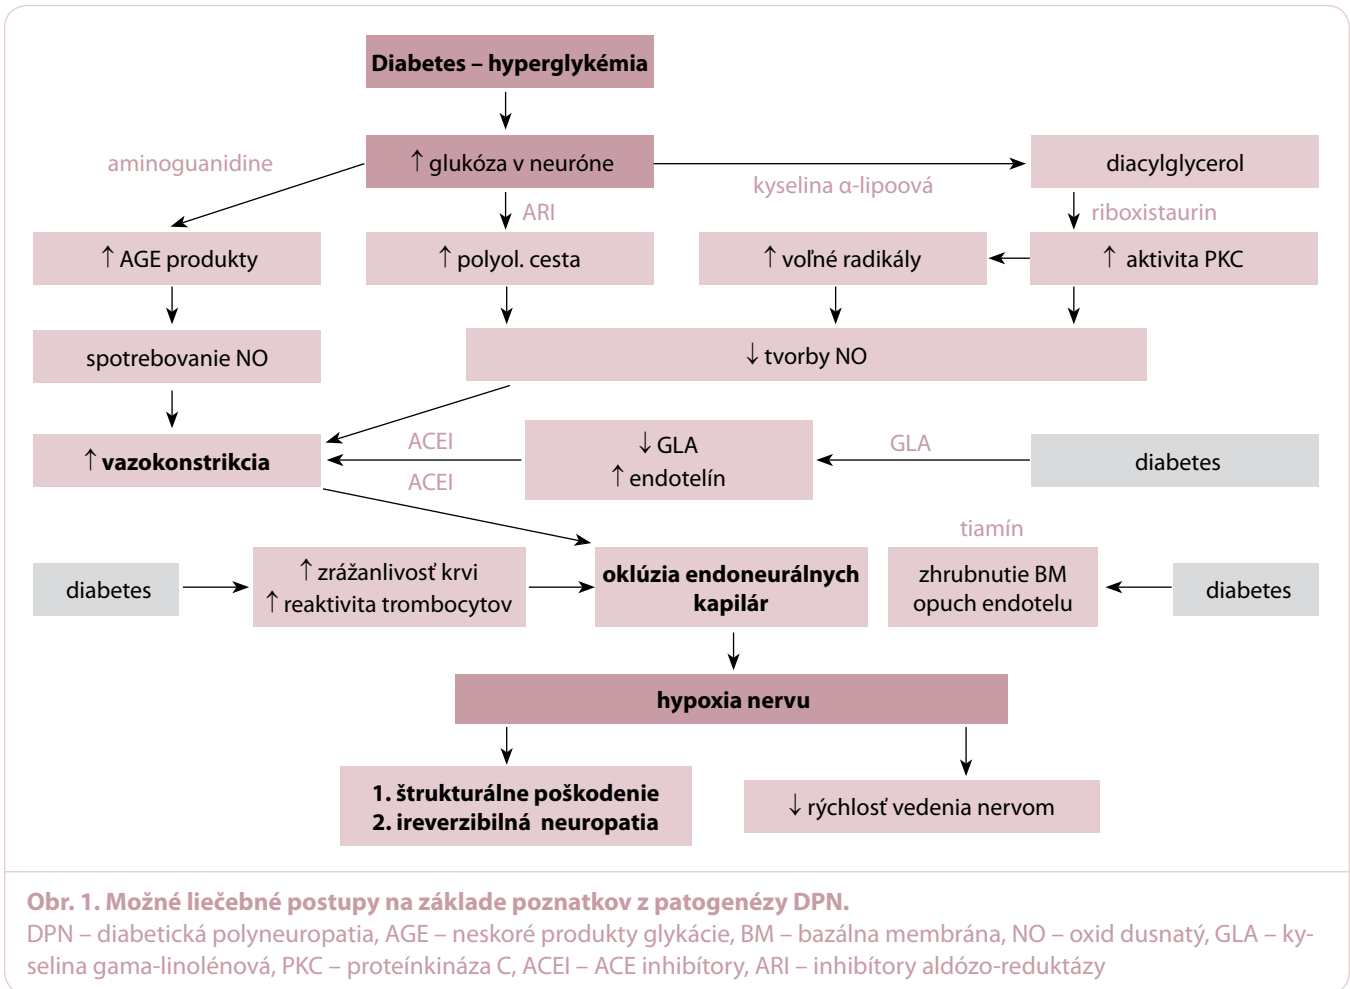 Diabetes – hyperglykémia
aminoguanidine
↑ glukóza v neuróne
kyselina α-lipoová
diacylglycerol
ARI
riboxistaurin
↑ AGE produkty
↑ polyol. cesta
↑ voľné radikály
↑ aktivita PKC
spotrebovanie NO
↓ tvorby NO
↑ vazokonstrikcia
ACEI
ACEI
↓ GLA
↑ endotelín
GLA
diabetes
tiamín
diabetes
↑ zrážanlivosť krvi
↑ reaktivita trombocytov
oklúzia endoneurálnych
kapilár
zhrubnutie BM
opuch endotelu
diabetes
hypoxia nervu
1. štrukturálne poškodenie
2. ireverzibilná neuropatia
↓ rýchlosť vedenia nervom
Obr. 1. Možné liečebné postupy na základe poznatkov z patogenézy DPN.
DPN – diabetická polyneuropatia, AGE – neskoré produkty glykácie, BM – bazálna membrána, NO – oxid dusnatý, GLA – ky-
selina gama-linolénová, PKC – proteínkináza C, ACEI – ACE inhibítory, ARI – inhibítory aldózo-reduktázy